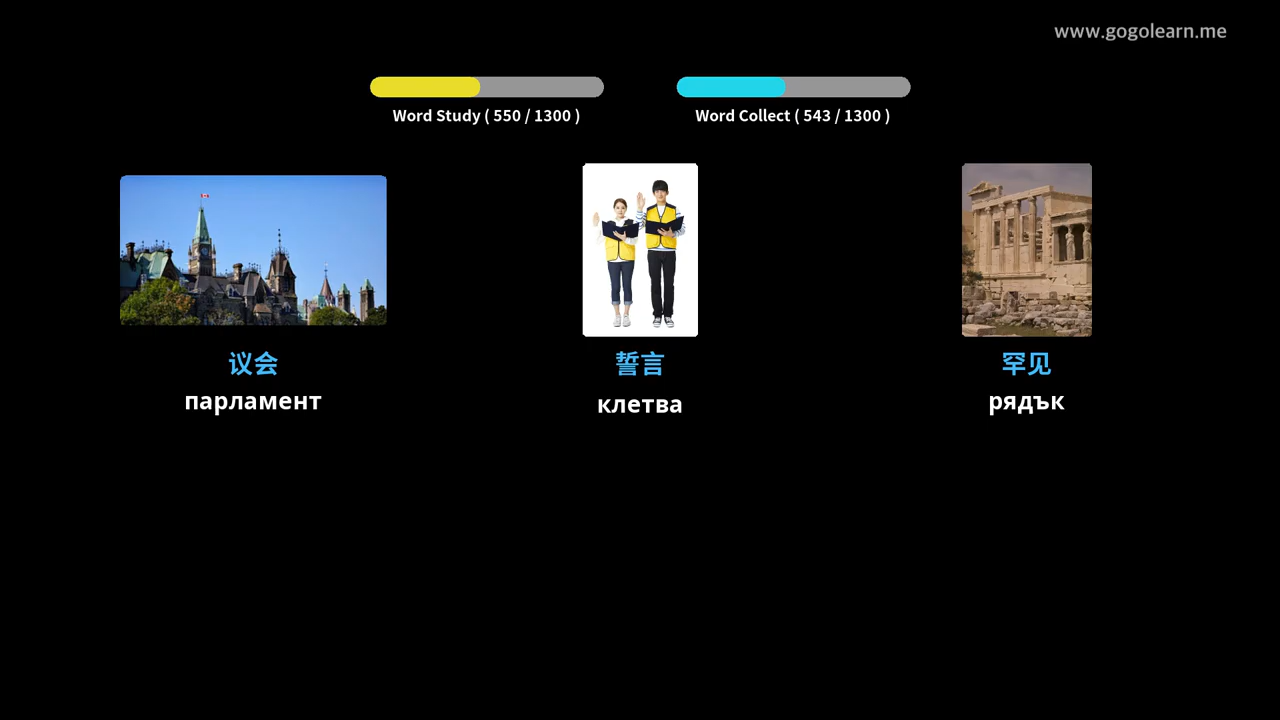 www.gogolearn.me
Word Study ( 550 / 1300 )
Word Collect ( 543 / 1300 )
议会
誓言
罕见
парламент
клетва
рядък